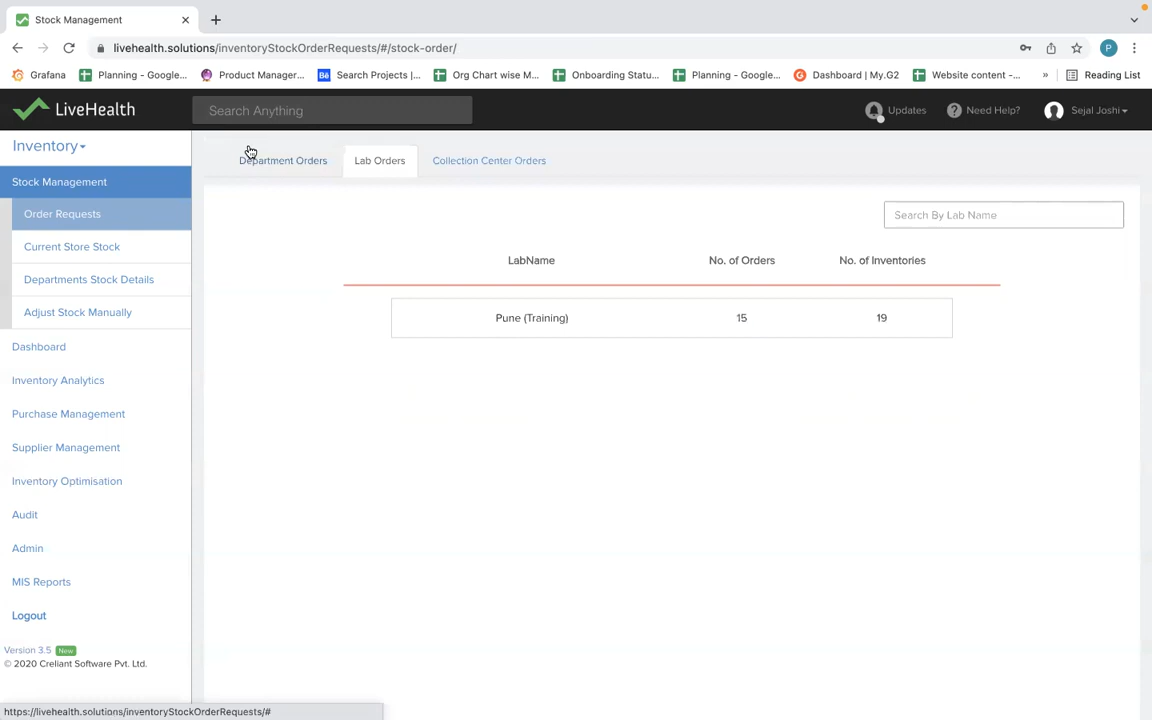 Stock Management
livehealth.solutions/inventoryStockOrderRequests/#/stock-order/
P
Grafana
Planning - Google...
Product Manager...
Search Projects |...
Org Chart wise M...
Onboarding Statu...
Planning - Google...
Dashboard | My.G2
Website content -...
»
Reading List
LiveHealth
Search Anything
Updates
Need Help?
Sejal Joshi
Inventory
Department Orders
Lab Orders
Collection Center Orders
Stock Management
Order Requests
Current Store Stock
Departments Stock Details
Adjust Stock Manually
Dashboard
Inventory Analytics
Purchase Management
Supplier Management
Inventory Optimisation
Audit
Admin
MIS Reports
Logout
Version 3.5 New
© 2020 Creliant Software Pvt. Ltd.
Search By Lab Name
LabName No. of Orders No. of Inventories
Pune (Training) 15 19
https://livehealth.solutions/inventoryStockOrderRequests/#